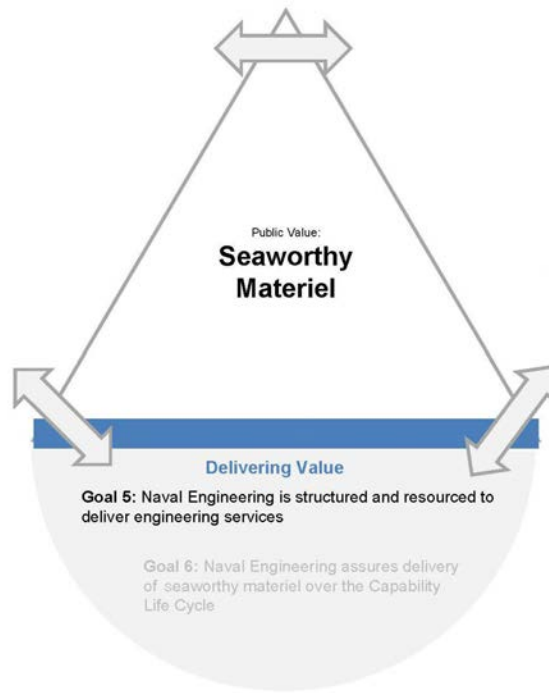 Public Value:
Seaworthy
Materiel
Delivering Value
Goal 5: Naval Engineering is structured and resourced to
deliver engineering services
Goal 6: Naval Engineering assures delivery
of seaworthy materiel over the Capability
Life Cycle